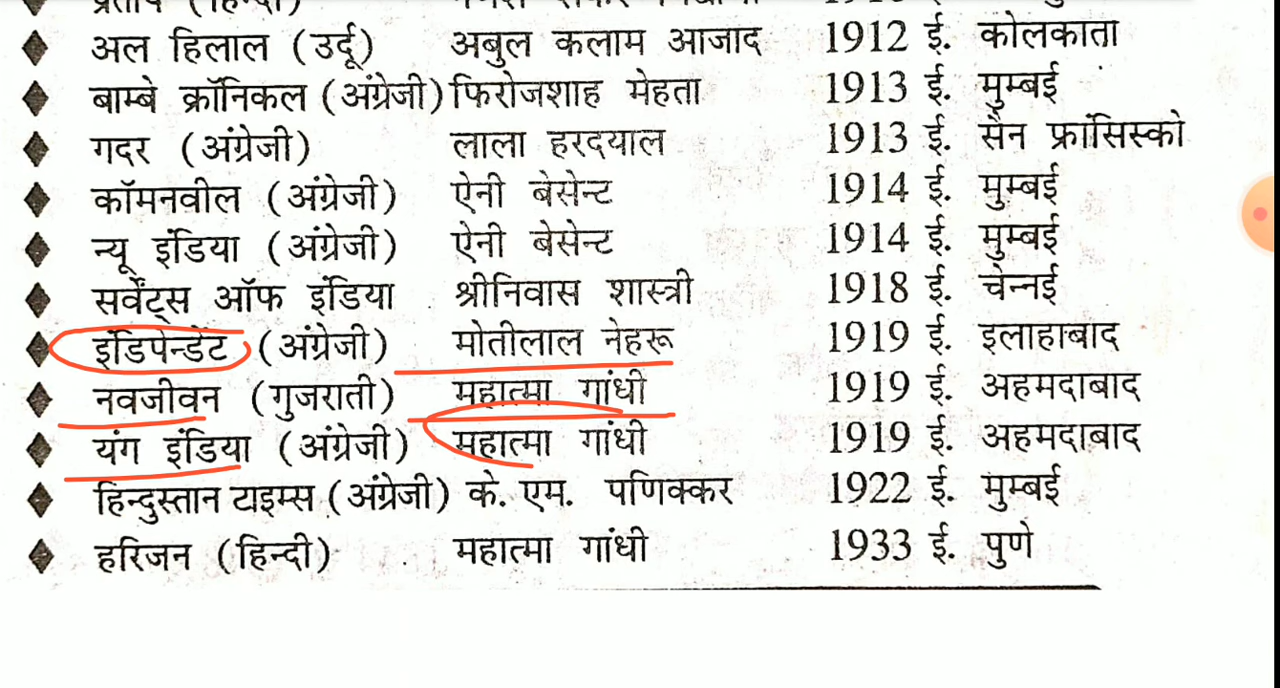 ◆ अल हिलाल (उर्दू) अबुल कलाम आजाद 1912 ई. कोलकाता
◆ बाम्बे क्रॉनिकल (अंग्रेजी) फिरोजशाह मेहता 1913 ई. मुम्बई
◆ गदर (अंग्रेजी) लाला हरदयाल 1913 ई. सैन फ्रांसिस्को
◆ कॉमनवील (अंग्रेजी) ऐनी बेसेन्ट 1914 ई. मुम्बई
◆ न्यू इंडिया (अंग्रेजी) ऐनी बेसेन्ट 1914 ई. मुम्बई
◆ सर्वेंट्स ऑफ इंडिया श्रीनिवास शास्त्री 1918 ई. चेन्नई
◆ इंडिपेन्डेंट (अंग्रेजी) मोतीलाल नेहरू 1919 ई. इलाहाबाद
◆ नवजीवन (गुजराती) महात्मा गांधी 1919 ई. अहमदाबाद
◆ यंग इंडिया (अंग्रेजी) महात्मा गांधी 1919 ई. अहमदाबाद
◆ हिन्दुस्तान टाइम्स (अंग्रेजी) के. एम. पणिक्कर 1922 ई. मुम्बई
◆ हरिजन (हिन्दी) महात्मा गांधी 1933 ई. पुणे